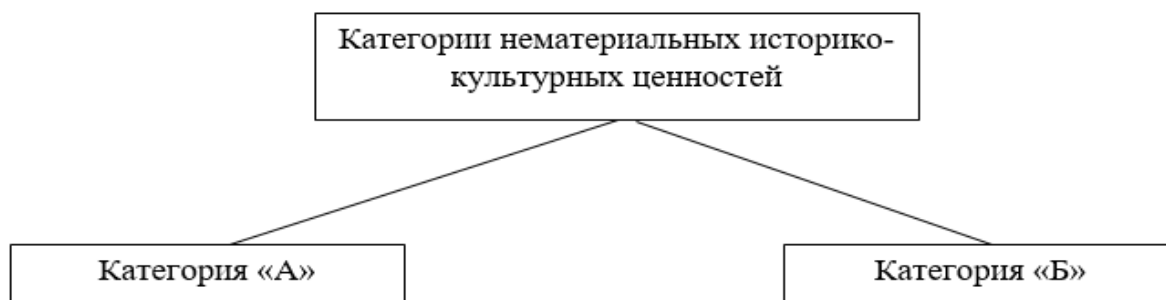 Категории нематериальных историко-
культурных ценностей
Категория «А»
Категория «Б»